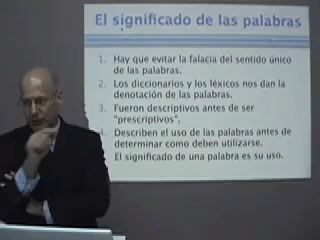 El significado de las palabras
1. Hay que evitar la falacia del sentido único
de las palabras.
2. Los diccionarios y los léxicos nos dan la
denotación de las palabras.
3. Fueron descriptivos antes de ser
"prescriptivos".
4. Describen el uso de las palabras antes de
determinar como deben utilizarse.
El significado de una palabra es su uso.